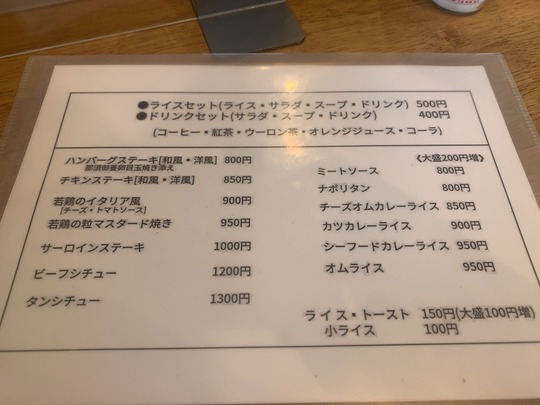 ●ライスセット(ライス・サラダ・スープ・ドリンク) 500円
●ドリンクセット(サラダ・スープ・ドリンク) 400円
(コーヒー・紅茶・ウーロン茶・オレンジジュース・コーラ)
ハンバーグステーキ[和風・洋風] 800円
那須御養卵目玉焼き添え
チキンステーキ[和風・洋風] 850円
若鶏のイタリア風 900円
[チーズ・トマトソース]
若鶏の粒マスタード焼き 950円
サーロインステーキ 1000円
ビーフシチュー 1200円
タンシチュー 1300円
《大盛200円増》
ミートソース 800円
ナポリタン 800円
チーズオムカレーライス 850円
カツカレーライス 900円
シーフードカレーライス 950円
オムライス 950円
ライス・トースト 150円(大盛100円増)
小ライス 100円